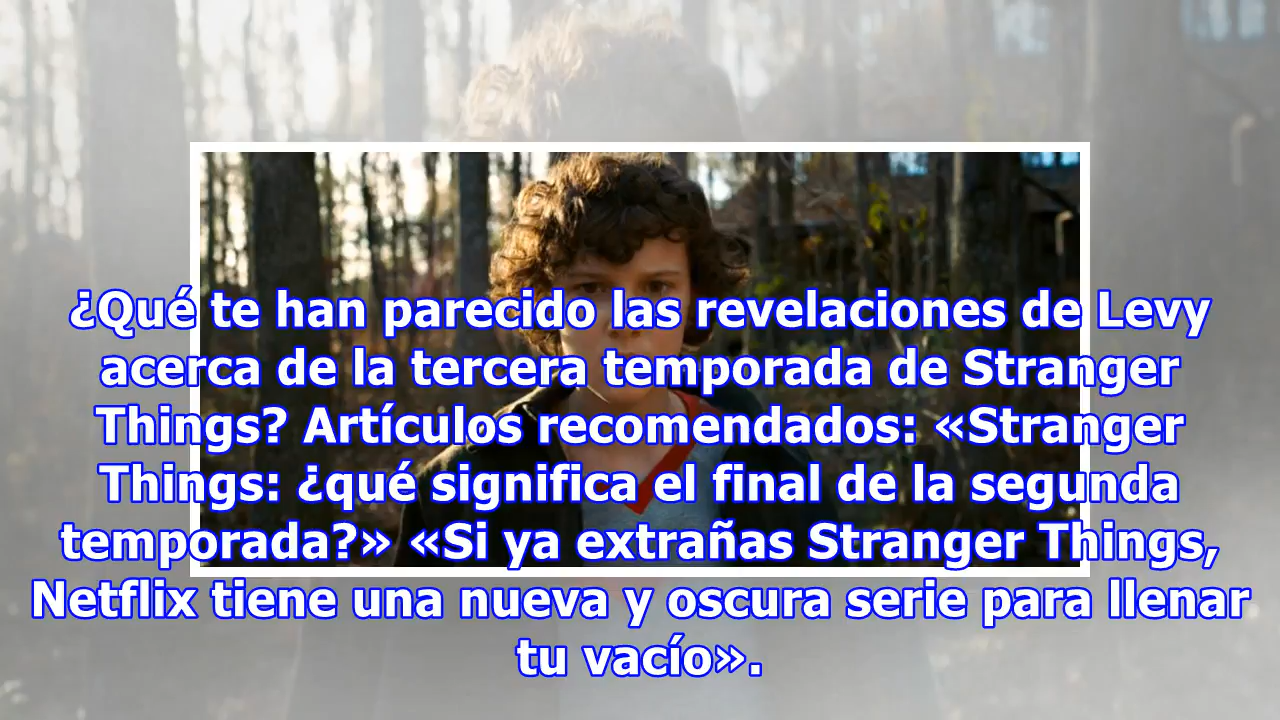 ¿Qué te han parecido las revelaciones de Levy
acerca de la tercera temporada de Stranger
Things? Artículos recomendados: «Stranger
Things: ¿qué significa el final de la segunda
temporada?» «Si ya extrañas Stranger Things,
Netflix tiene una nueva y oscura serie para llenar
tu vacío».